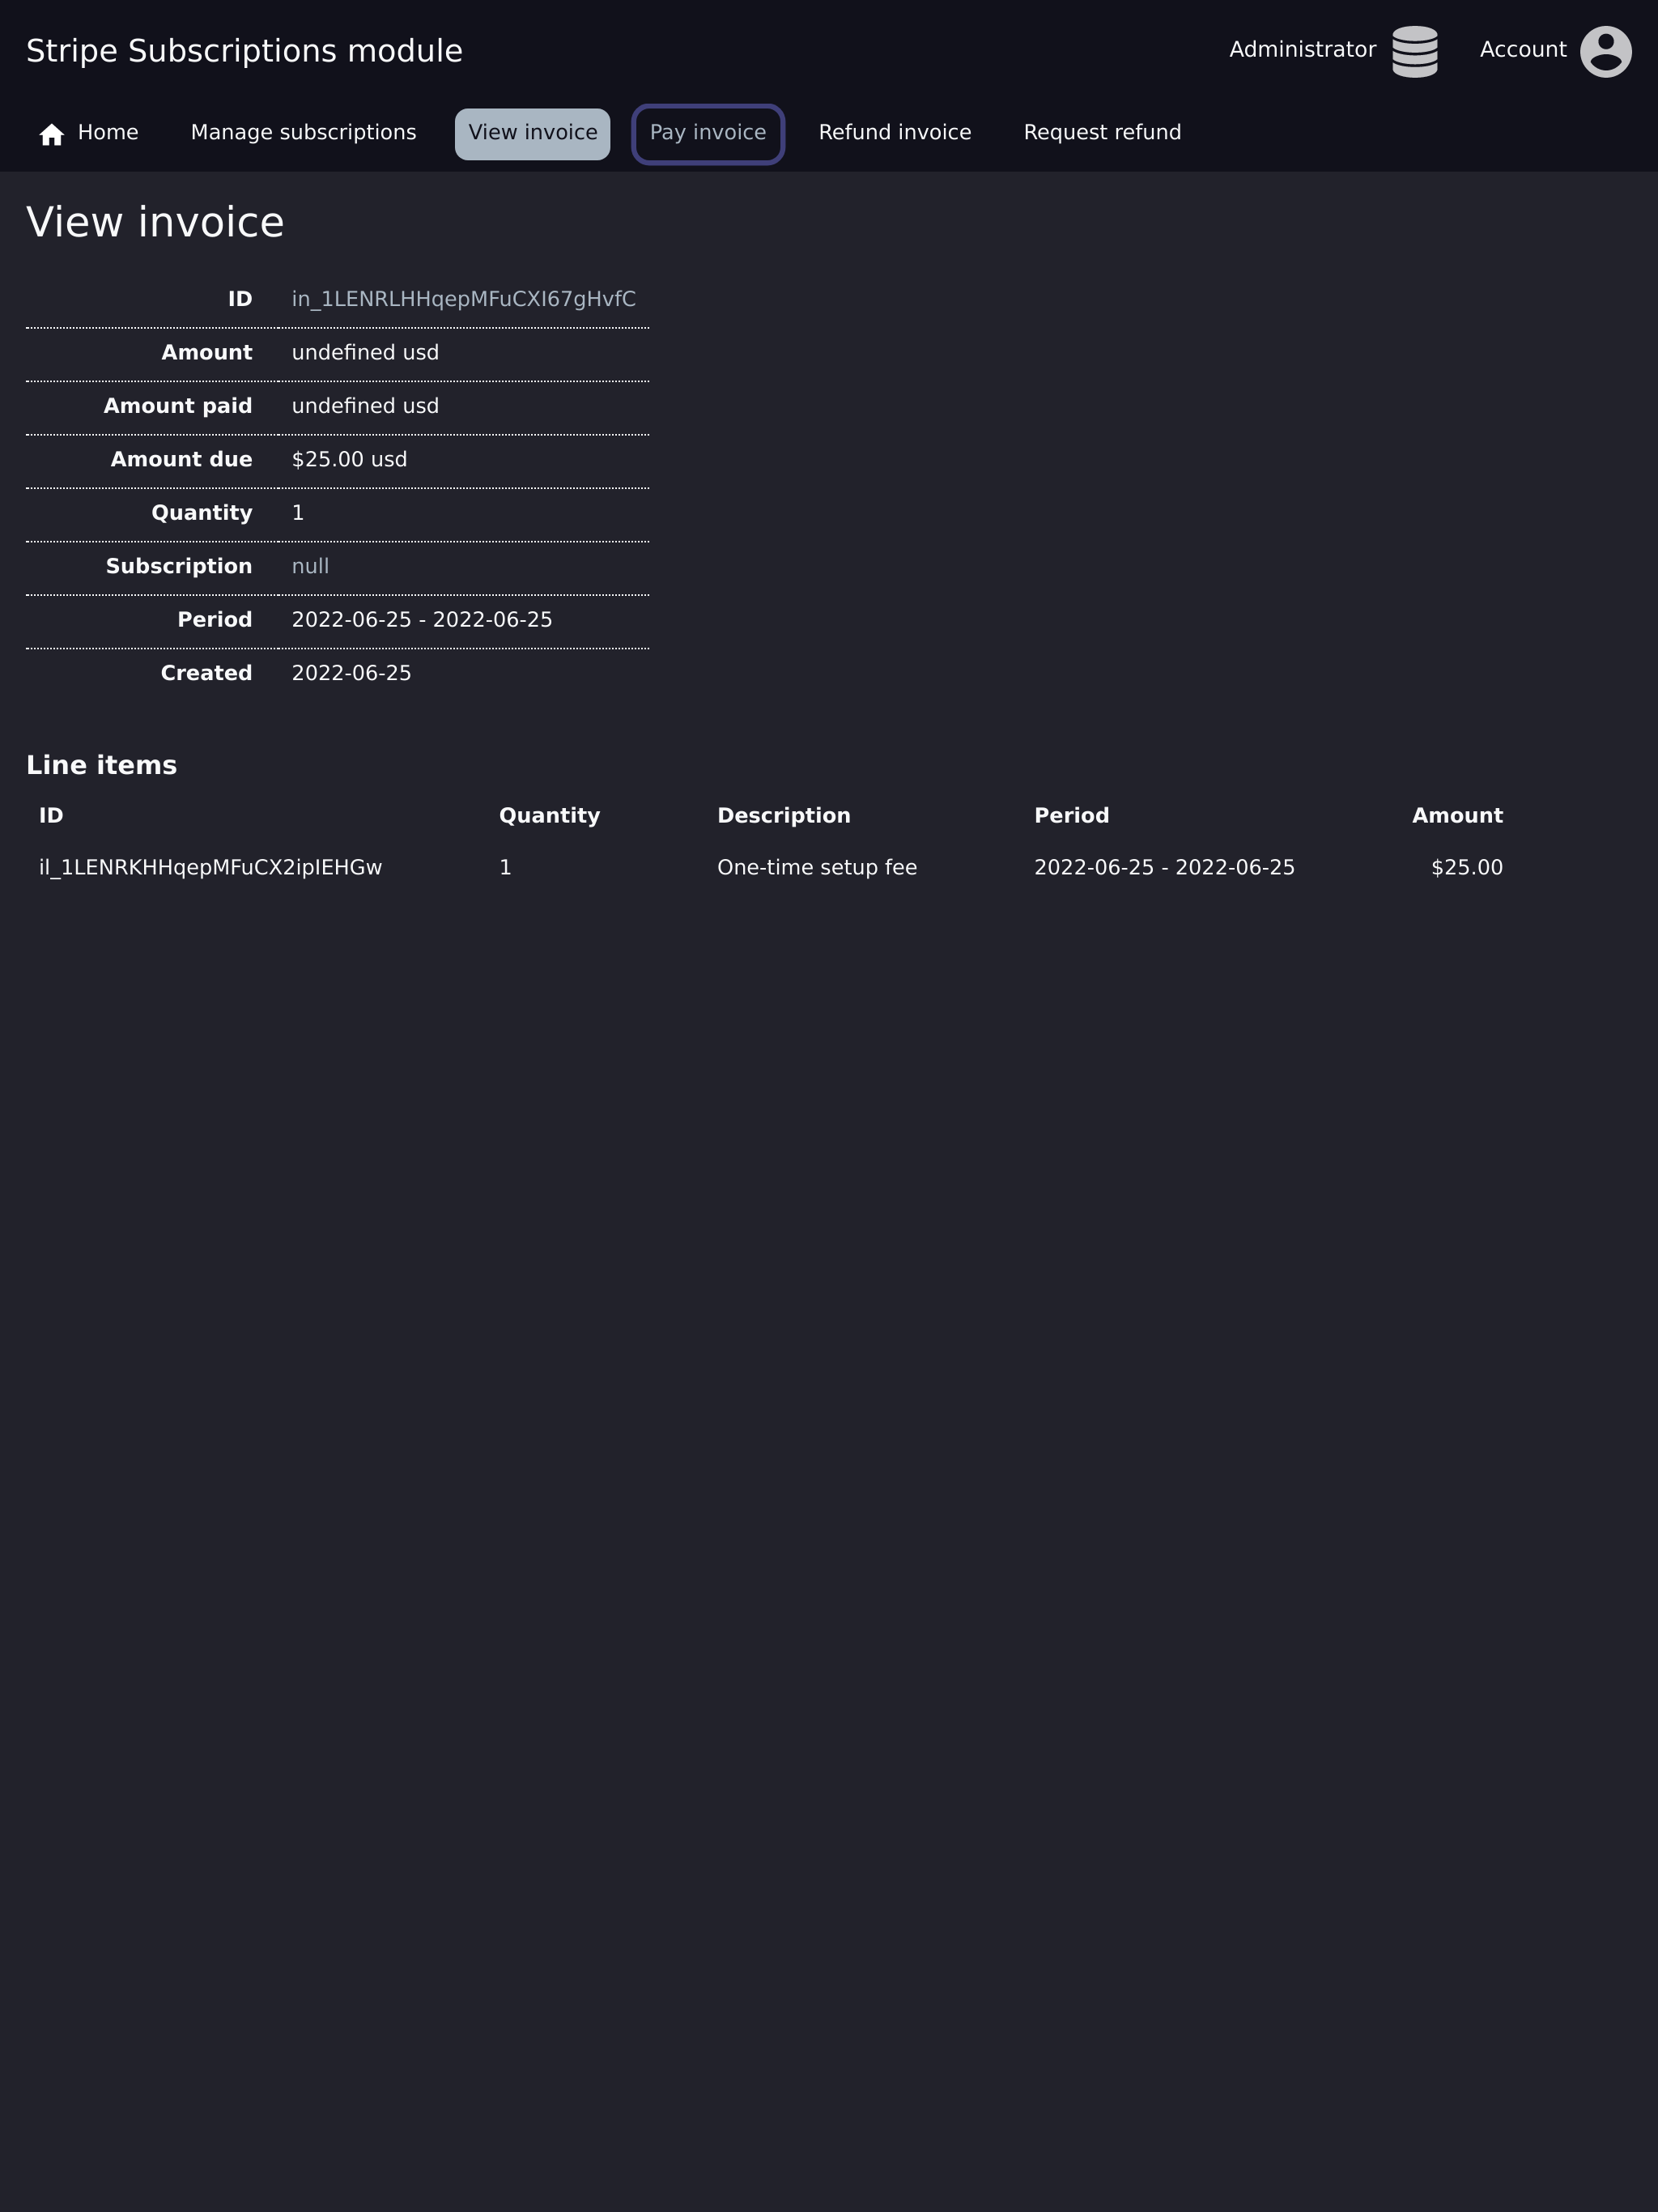 Stripe Subscriptions module
Administrator
Account
Home
Manage subscriptions
View invoice
Pay invoice
Refund invoice
Request refund
View invoice
ID in_1LENRLHHqepMFuCXI67gHvfC
Amount undefined usd
Amount paid undefined usd
Amount due $25.00 usd
Quantity 1
Subscription null
Period 2022-06-25 - 2022-06-25
Created 2022-06-25
Line items
ID Quantity Description Period Amount
il_1LENRKHHqepMFuCX2ipIEHGw 1 One-time setup fee 2022-06-25 - 2022-06-25 $25.00